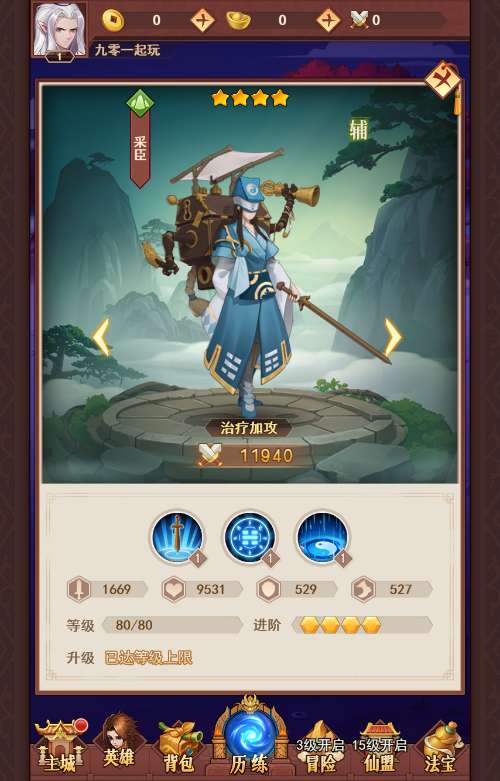 0
0
0
1
九零一起玩
采臣
辅
治疗加攻
11940
1
1
1
1669
9531
529
527
等级 80/80
进阶
升级 已达等级上限
3级开启
15级开启
主城
英雄
背包
历练
冒险
仙盟
法宝